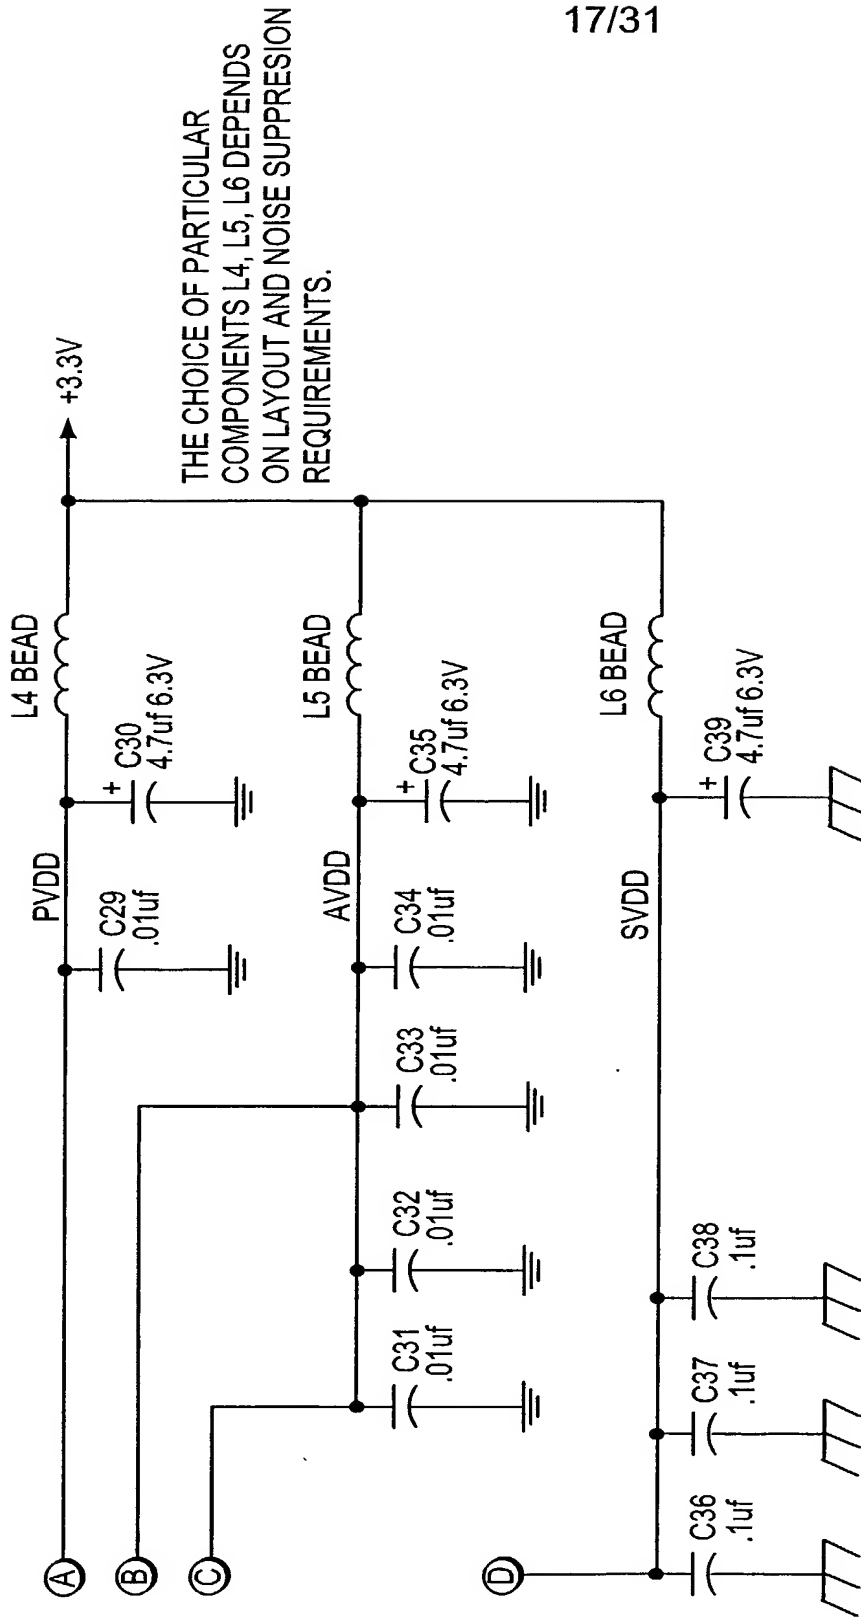 17/31
THE CHOICE OF PARTICULAR
COMPONENTS L4, L5, L6 DEPENDS
ON LAYOUT AND NOISE SUPPRESION
REQUIREMENTS.
+3.3V
L4 BEAD
PVDD
C29
.01uf
+
C30
4.7uf 6.3V
A
B
C
L5 BEAD
AVDD
C31
.01uf
C32
.01uf
C33
.01uf
C34
.01uf
+
C35
4.7uf 6.3V
D
L6 BEAD
SVDD
C36
.1uf
C37
.1uf
C38
.1uf
+
C39
4.7uf 6.3V